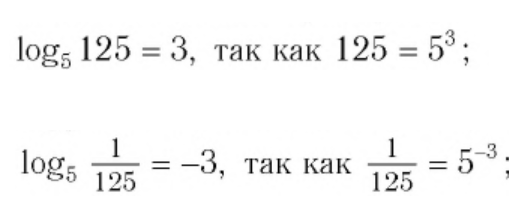 log₅ 125 = 3, так как 125 = 5³;
log₅ 1/125 = –3, так как 1/125 = 5⁻³;